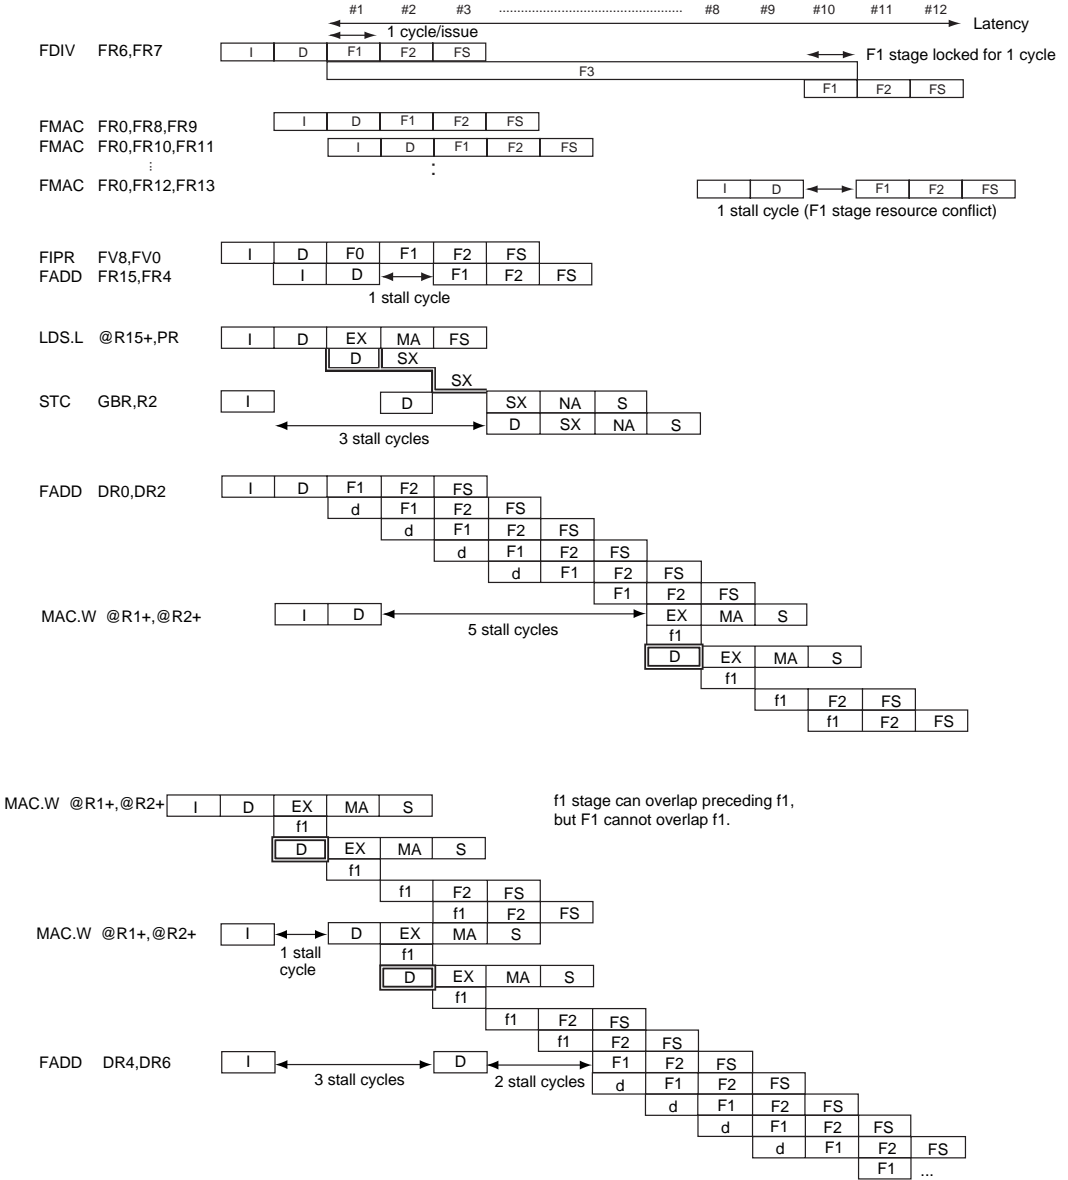 #1 #2 #3 #8 #9 #10 #11 #12
Latency
1 cycle/issue
FDIV FR6,FR7 I D F1 F2 FS F1 stage locked for 1 cycle
F3
F1 F2 FS
FMAC FR0,FR8,FR9 I D F1 F2 FS
FMAC FR0,FR10,FR11 I D F1 F2 FS
FMAC FR0,FR12,FR13 I D F1 F2 FS
1 stall cycle (F1 stage resource conflict)
FIPR FV8,FV0 I D F0 F1 F2 FS
FADD FR15,FR4 I D F1 F2 FS
1 stall cycle
LDS.L @R15+,PR I D EX MA FS
D SX
SX
STC GBR,R2 I D SX NA S
D SX NA S
3 stall cycles
FADD DR0,DR2 I D F1 F2 FS
d F1 F2 FS
d F1 F2 FS
d F1 F2 FS
d F1 F2 FS
F1 F2 FS
MAC.W @R1+,@R2+ I D EX MA S
5 stall cycles
f1
D EX MA S
f1
f1 F2 FS
f1 F2 FS
MAC.W @R1+,@R2+ I D EX MA S
f1 stage can overlap preceding f1,
but F1 cannot overlap f1.
f1
D EX MA S
f1
f1 F2 FS
f1 F2 FS
MAC.W @R1+,@R2+ I D EX MA S
1 stall
cycle
f1
D EX MA S
f1
f1 F2 FS
f1 F2 FS
FADD DR4,DR6 I D F1 F2 FS
3 stall cycles 2 stall cycles
d F1 F2 FS
d F1 F2 FS
d F1 F2 FS
d F1 F2 FS
F1 ...